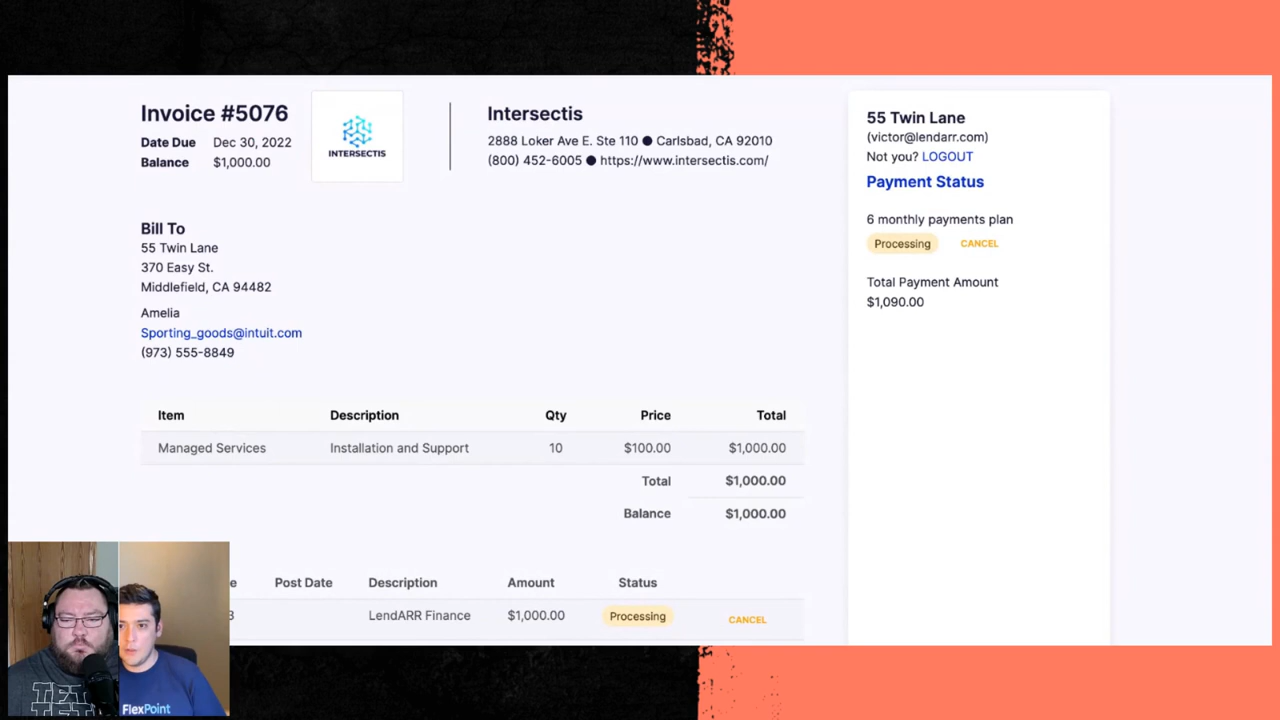 Invoice #5076
Date Due Dec 30, 2022
Balance $1,000.00
INTERSECTIS
Intersectis
2888 Loker Ave E. Ste 110 ● Carlsbad, CA 92010
(800) 452-6005 ● https://www.intersectis.com/
55 Twin Lane
(victor@lendarr.com)
Not you? LOGOUT
Payment Status
6 monthly payments plan
Processing CANCEL
Total Payment Amount
$1,090.00
Bill To
55 Twin Lane
370 Easy St.
Middlefield, CA 94482
Amelia
Sporting_goods@intuit.com
(973) 555-8849
Item Description Qty Price Total
Managed Services Installation and Support 10 $100.00 $1,000.00
Total $1,000.00
Balance $1,000.00
e Post Date Description Amount Status
3 LendARR Finance $1,000.00 Processing CANCEL
FlexPoint